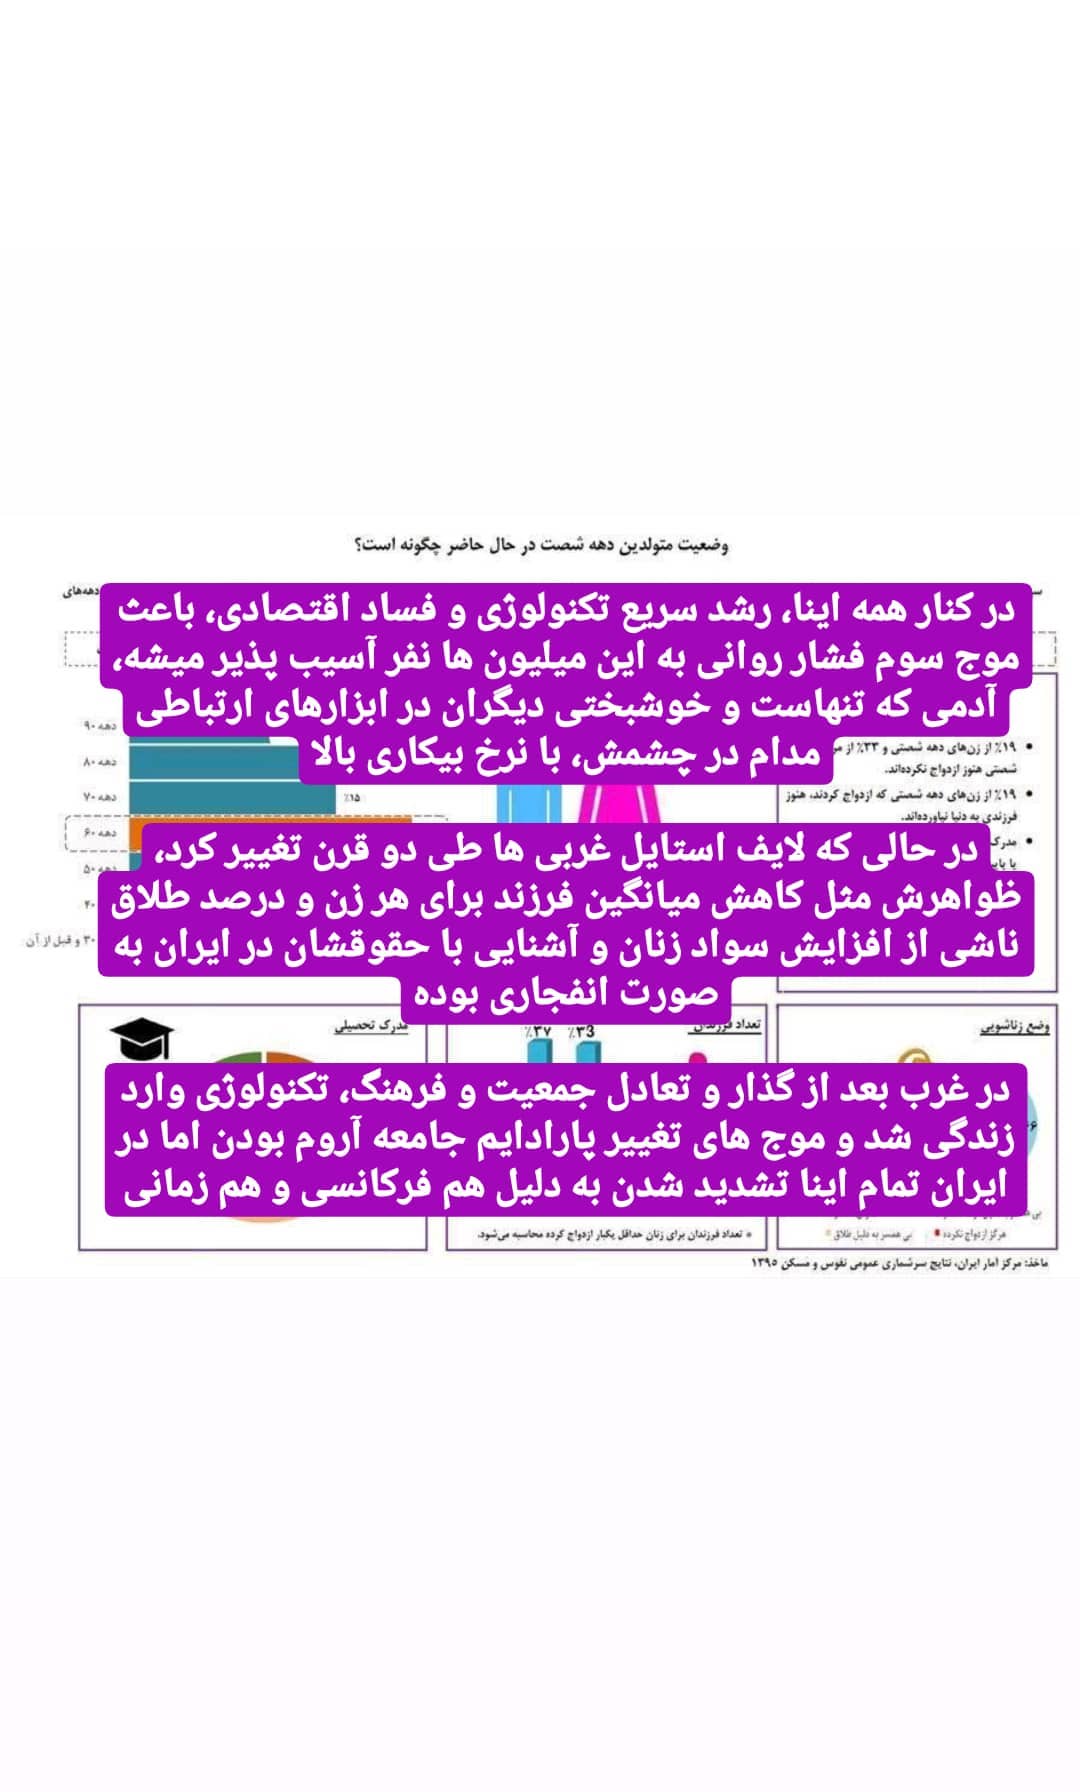 وضعیت متولدین دهه شصت در حال حاضر چگونه است؟
دهه‌های
در کنار همه اینا، رشد سریع تکنولوژی و فساد اقتصادی، باعث
موج سوم فشار روانی به این میلیون ها نفر آسیب پذیر میشه،
آدمی که تنهاست و خوشبختی دیگران در ابزارهای ارتباطی
مدام در چشمش، با نرخ بیکاری بالا
• ۱۹٪ از زن‌های دهه شصتی و ۳۳٪ از
شصتی هنوز ازدواج نکرده‌اند.
• ۱۹٪ از زن‌های دهه شصتی که ازدواج کردند، هنوز
فرزندی به دنیا نیاورده‌اند.
• مدرک
دهه ۹۰
دهه ۸۰
دهه ۷۰
٪۱۵
دهه ۶۰
دهه ۵۰
۴۰
۳۰ و قبل از آن
در حالی که لایف استایل غربی ها طی دو قرن تغییر کرد،
ظواهرش مثل کاهش میانگین فرزند برای هر زن و درصد طلاق
ناشی از افزایش سواد زنان و آشنایی با حقوقشان در ایران به
صورت انفجاری بوده
وضع زناشویی
تعداد فرزندان
٪۳۷ ٪۳3
مدرک تحصیلی
در غرب بعد از گذار و تعادل جمعیت و فرهنگ، تکنولوژی وارد
زندگی شد و موج های تغییر پارادایم جامعه آروم بودن اما در
ایران تمام اینا تشدید شدن به دلیل هم فرکانسی و هم زمانی
هرگز ازدواج نکرده بی همسر به دلیل طلاق
* تعداد فرزندان برای زنان حداقل یکبار ازدواج کرده محاسبه می‌شود.
ماخذ: مرکز آمار ایران، نتایج سرشماری عمومی نفوس و مسکن ۱۳۹۵